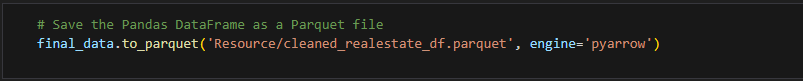 # Save the Pandas DataFrame as a Parquet file
final_data.to_parquet('Resource/cleaned_realestate_df.parquet', engine='pyarrow')